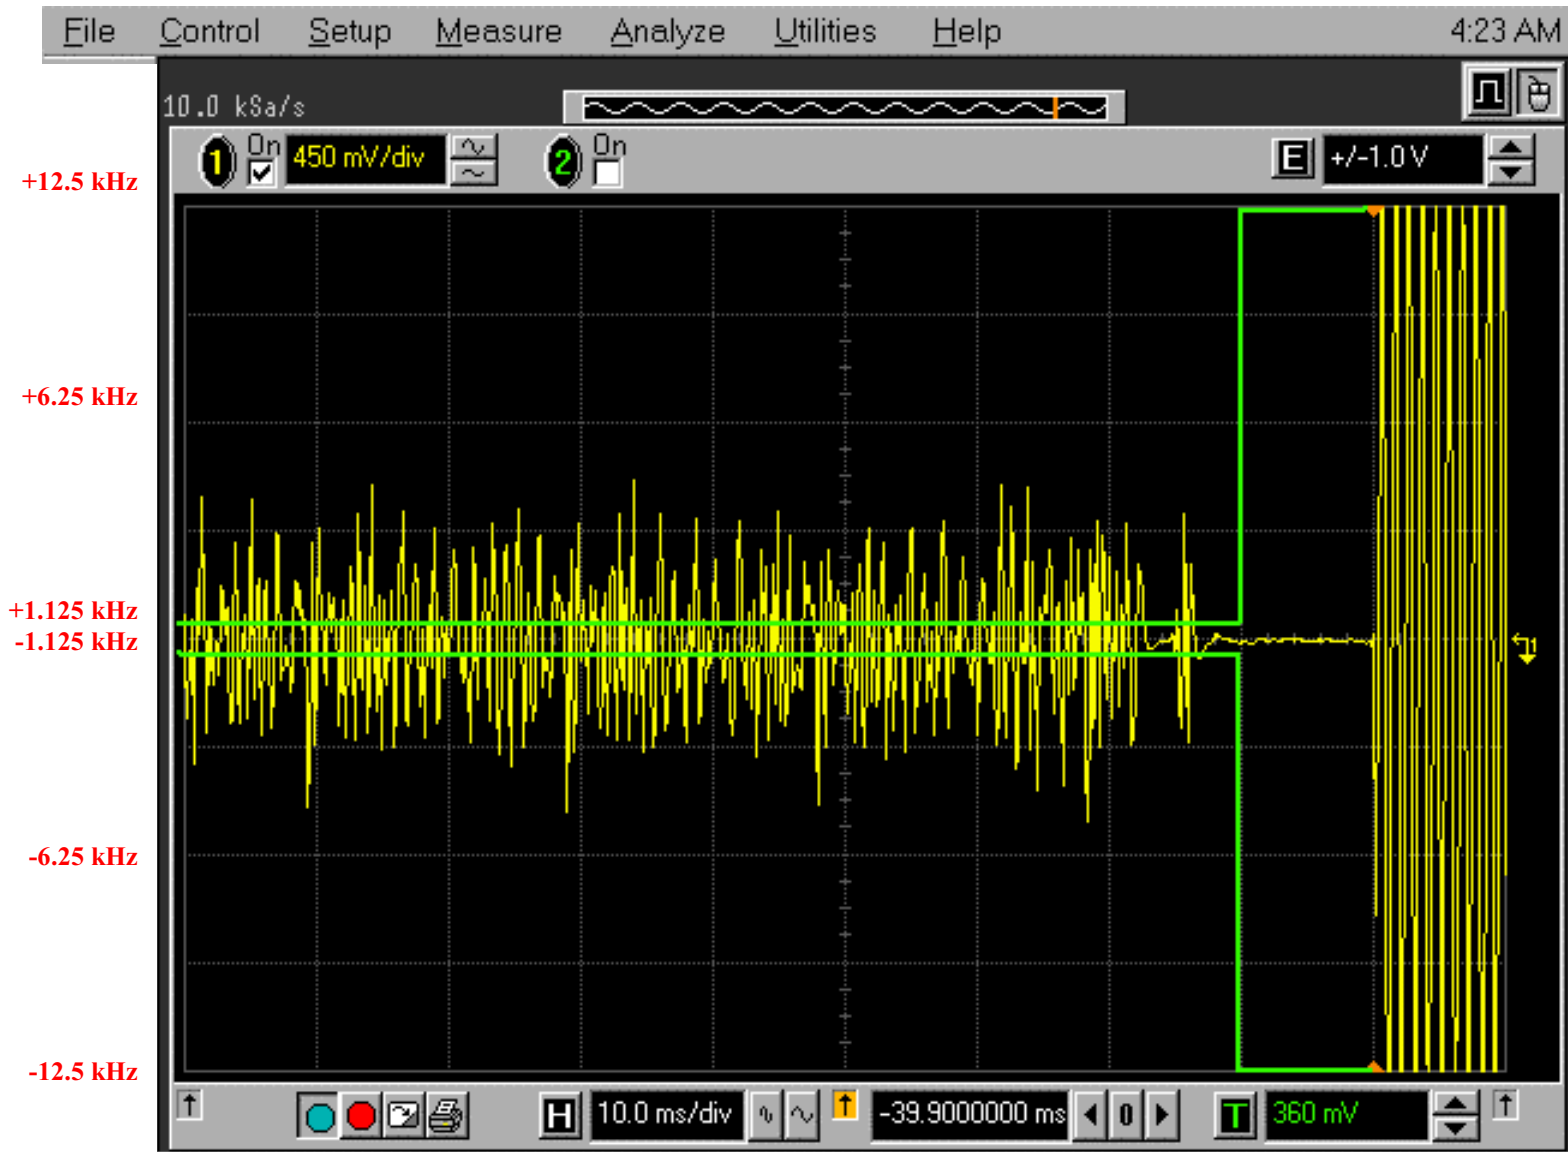 File Control Setup Measure Analyze Utilities Help 4:23 AM
10.0 kSa/s
1 On 450 mV/div 2 On E +/-1.0 V
+12.5 kHz
+6.25 kHz
+1.125 kHz
-1.125 kHz
1
-6.25 kHz
-12.5 kHz
H 10.0 ms/div -39.9000000 ms 0 T 360 mV